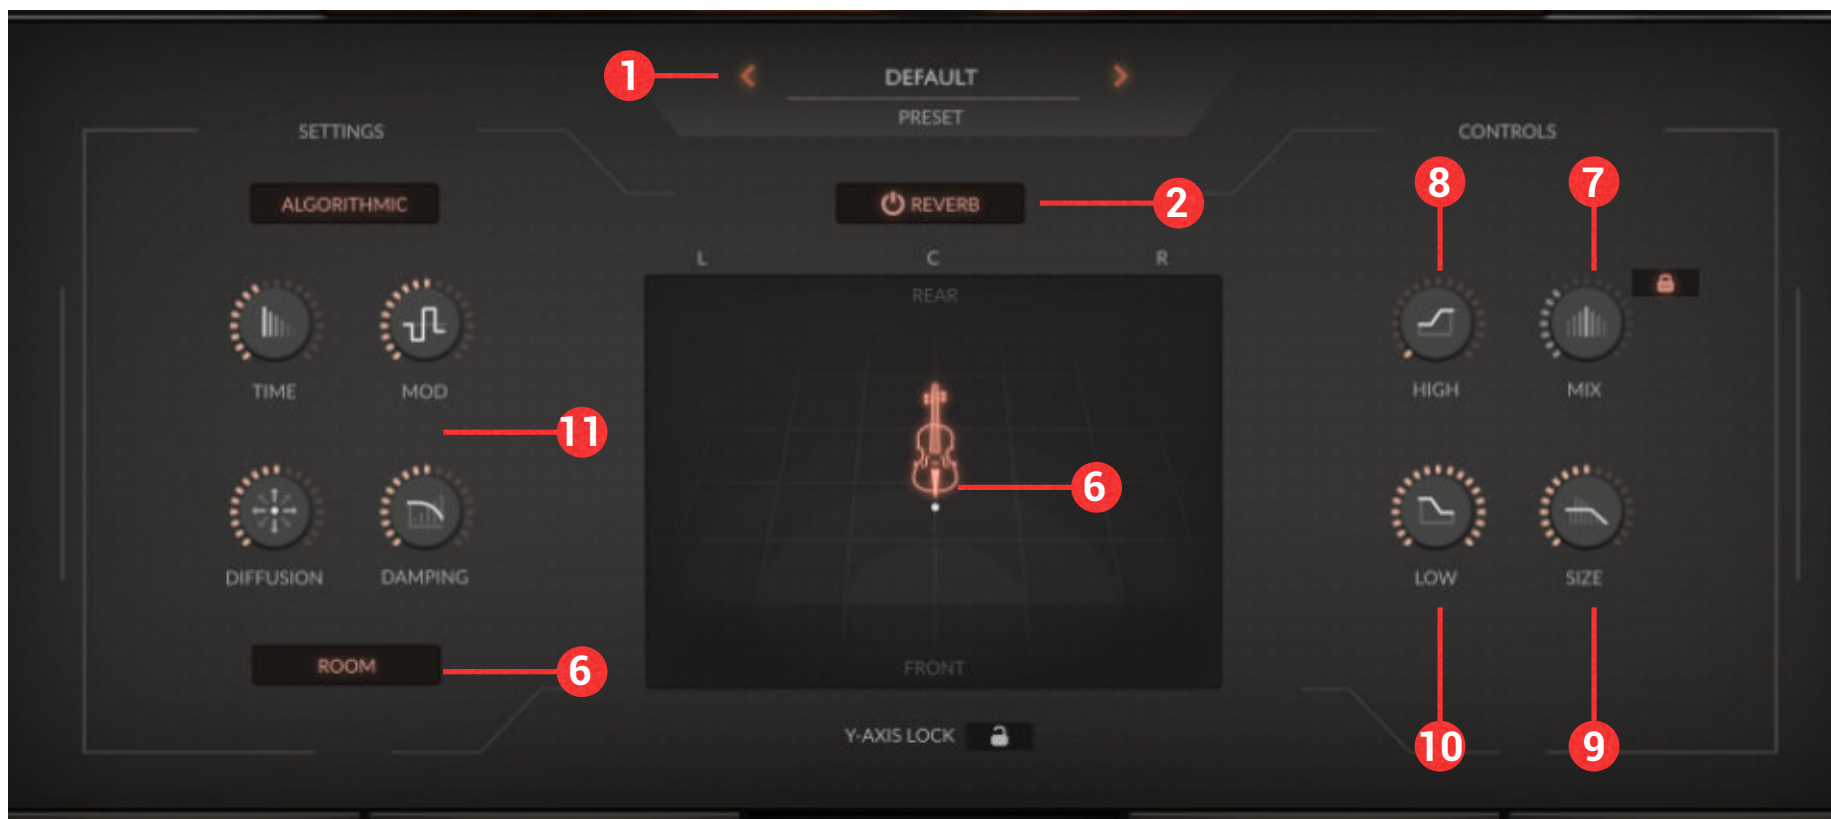 1
DEFAULT
PRESET
SETTINGS
CONTROLS
ALGORITHMIC
REVERB
2
8
7
L C R
REAR
TIME
MOD
HIGH
MIX
11
6
DIFFUSION
DAMPING
LOW
SIZE
ROOM
6
FRONT
Y-AXIS LOCK
10
9